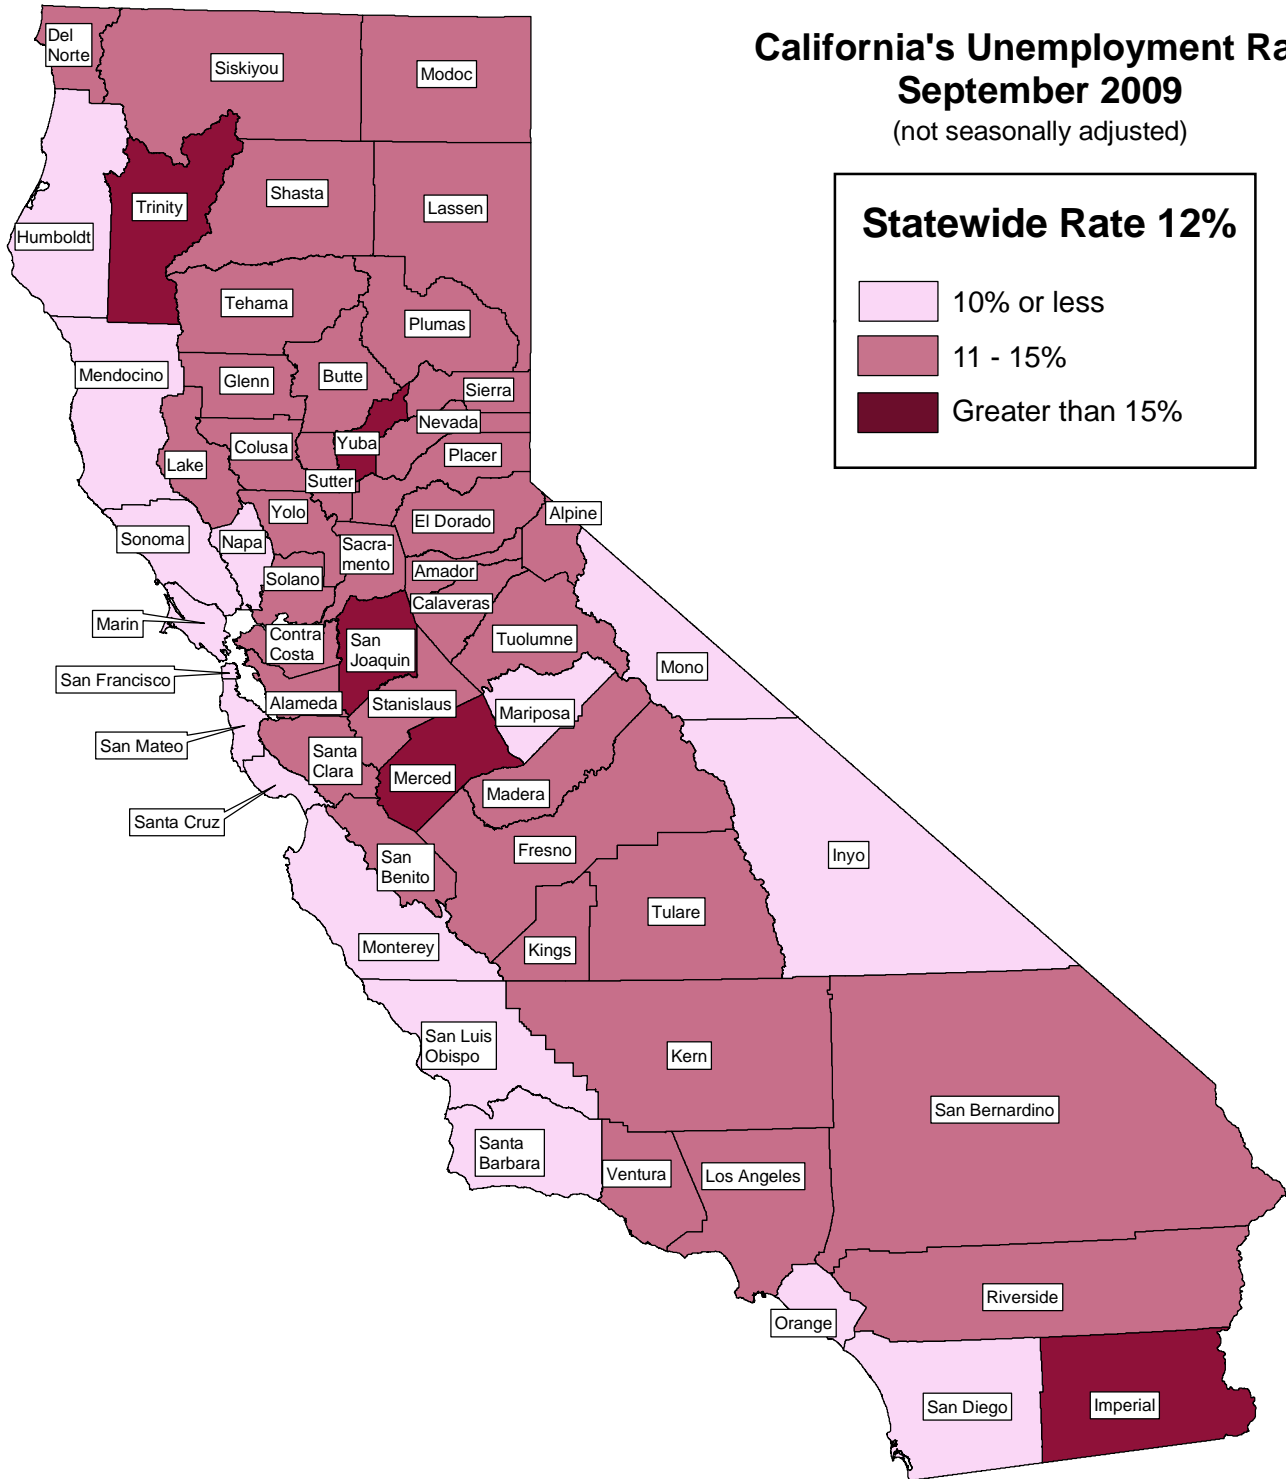 California's Unemployment Ra
September 2009
(not seasonally adjusted)
Statewide Rate 12%
10% or less
11 - 15%
Greater than 15%
Del
Norte
Siskiyou
Modoc
Trinity
Shasta
Lassen
Humboldt
Tehama
Plumas
Mendocino
Glenn
Butte
Sierra
Nevada
Colusa
Yuba
Placer
Lake
Sutter
Yolo
El Dorado
Alpine
Sonoma
Napa
Sacra-
mento
Solano
Amador
Calaveras
Marin
Contra
Costa
San
Joaquin
Tuolumne
Mono
San Francisco
Alameda
Stanislaus
Mariposa
San Mateo
Santa
Clara
Merced
Madera
Santa Cruz
Fresno
Inyo
San
Benito
Tulare
Monterey
Kings
San Luis
Obispo
Kern
San Bernardino
Santa
Barbara
Ventura
Los Angeles
Riverside
Orange
San Diego
Imperial